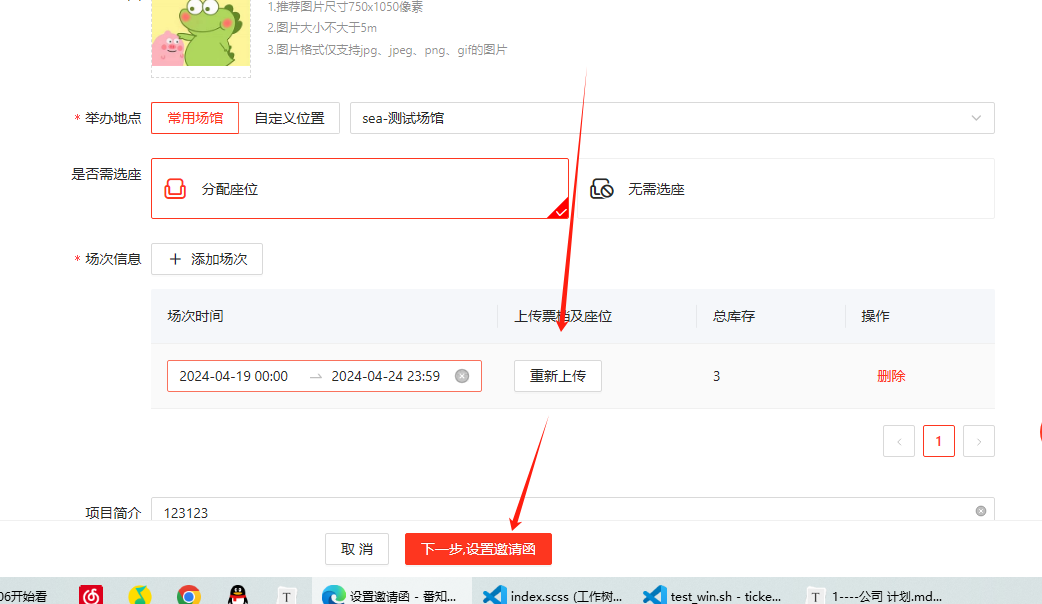 1.推荐图片尺寸750x1050像素
2.图片大小不大于5m
3.图片格式仅支持jpg、jpeg、png、gif的图片
* 举办地点 常用场馆 自定义位置 sea-测试场馆
是否需选座 分配座位 无需选座
* 场次信息 + 添加场次
场次时间 上传票档及座位 总库存 操作
2024-04-19 00:00 → 2024-04-24 23:59 重新上传 3 删除
< 1 >
项目简介 123123
取 消 下一步,设置邀请函
06开始看 T 设置邀请函 - 番知... index.scss (工作树... test_win.sh - ticke... T 1----公司 计划.md...